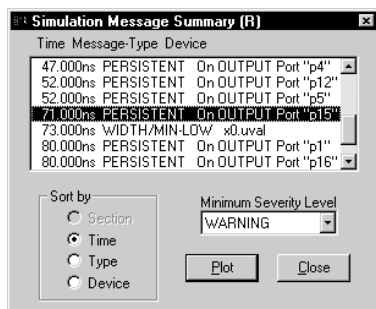 Simulation Message Summary (R)
Time Message-Type Device
47.000ns PERSISTENT On OUTPUT Port "p4"
52.000ns PERSISTENT On OUTPUT Port "p12"
52.000ns PERSISTENT On OUTPUT Port "p5"
71.000ns PERSISTENT On OUTPUT Port "p15"
73.000ns WIDTH/MIN-LOW x0.uval
80.000ns PERSISTENT On OUTPUT Port "p1"
80.000ns PERSISTENT On OUTPUT Port "p16"
Sort by
Section
Time
Type
Device
Minimum Severity Level
WARNING
Plot
Close